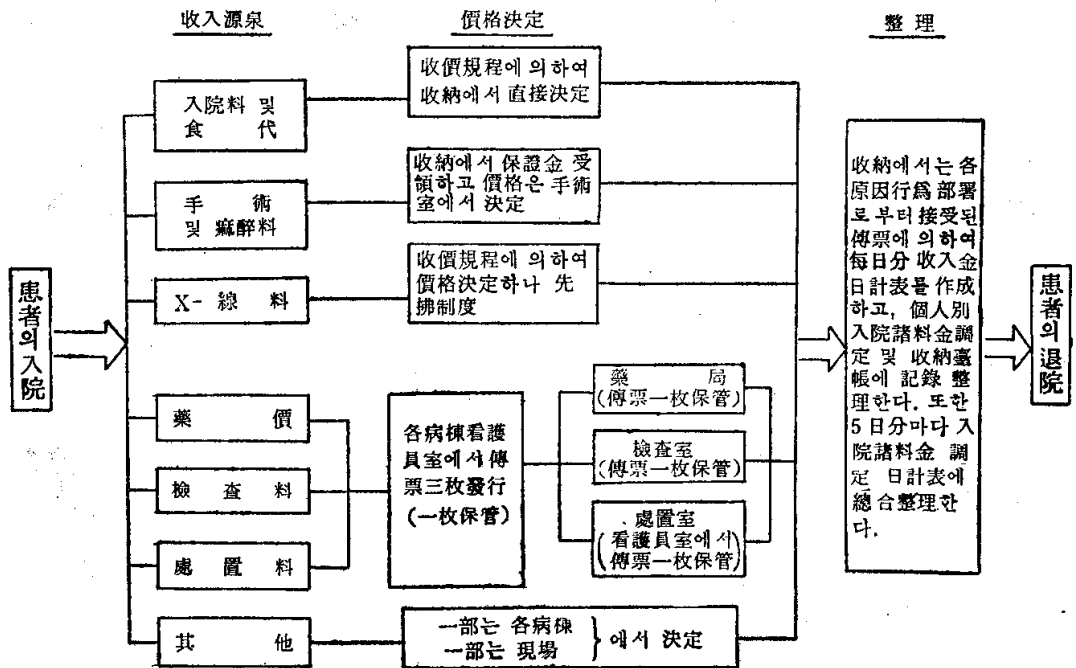 收入源泉
價格決定
整理
患者의入院
入院料 및
食代
手術
및 痲醉料
X-線料
藥價
檢査料
處置料
其他
收價規程에 의하여
收納에서 直接決定
收納에서 保證金 受
領하고 價格은 手術
室에서 決定
收價規程에 의하여
價格決定하나 先
拂制度
各病棟看護
員室에서 傳
票三枚發行
(一枚保管)
藥局
(傳票一枚保管)
檢査室
(傳票一枚保管)
處置室
(看護員室에서
傳票一枚保管)
一部는 各病棟
一部는 現場
}에서 決定
收納에서는 各
原因行爲部署
로부터 接受된
傳票에 의하여
每日分 收入金
日計表를 作成
하고, 個人別
入院諸料金調
定 및 收納臺
帳에 記錄 整
理한다. 또한
5日分마다 入
院諸料金 調
定 日計表에
總合整理한
다.
患者의退院